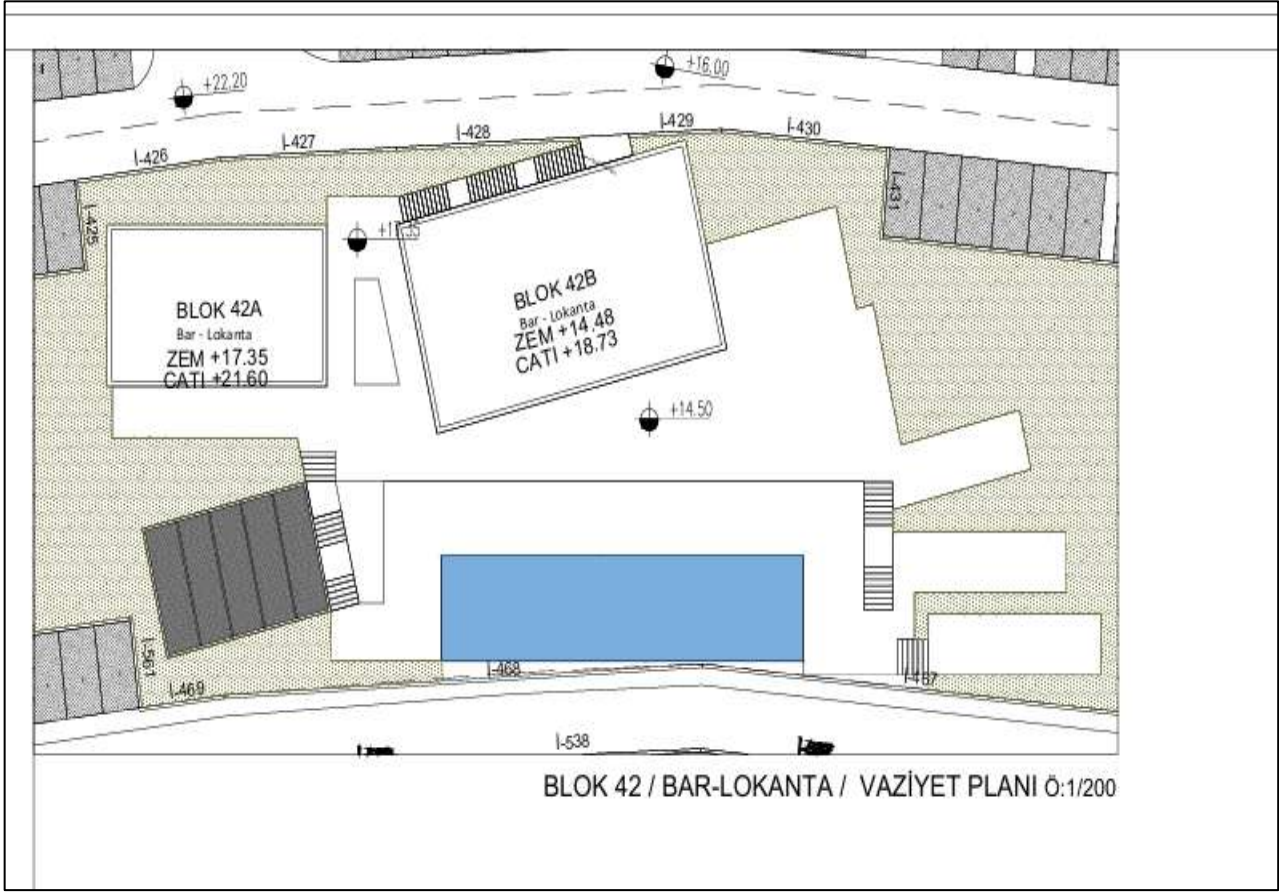 +22.20
+16.00
İ-426
İ-427
İ-428
İ-429
İ-430
İ-425
İ-431
+17.35
BLOK 42A
Bar - Lokanta
ZEM +17.35
CATI +21.60
BLOK 42B
Bar - Lokanta
ZEM +14.48
CATI +18.73
+14.50
İ-561
İ-469
İ-468
İ-467
İ-538
BLOK 42 / BAR-LOKANTA / VAZİYET PLANI Ö:1/200